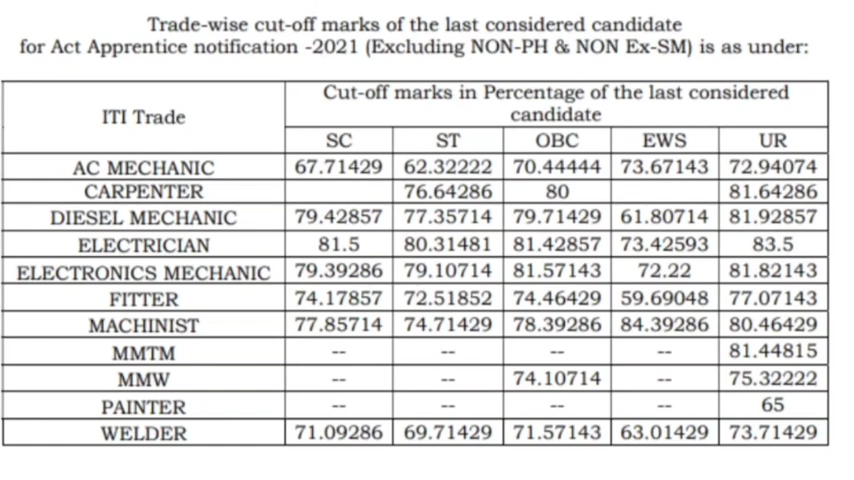 Trade-wise cut-off marks of the last considered candidate
for Act Apprentice notification -2021 (Excluding NON-PH & NON Ex-SM) is as under:
ITI Trade
Cut-off marks in Percentage of the last considered
candidate
SC ST OBC EWS UR
AC MECHANIC 67.71429 62.32222 70.44444 73.67143 72.94074
CARPENTER 76.64286 80 81.64286
DIESEL MECHANIC 79.42857 77.35714 79.71429 61.80714 81.92857
ELECTRICIAN 81.5 80.31481 81.42857 73.42593 83.5
ELECTRONICS MECHANIC 79.39286 79.10714 81.57143 72.22 81.82143
FITTER 74.17857 72.51852 74.46429 59.69048 77.07143
MACHINIST 77.85714 74.71429 78.39286 84.39286 80.46429
MMTM -- -- -- -- 81.44815
MMW -- -- 74.10714 -- 75.32222
PAINTER -- -- -- -- 65
WELDER 71.09286 69.71429 71.57143 63.01429 73.71429